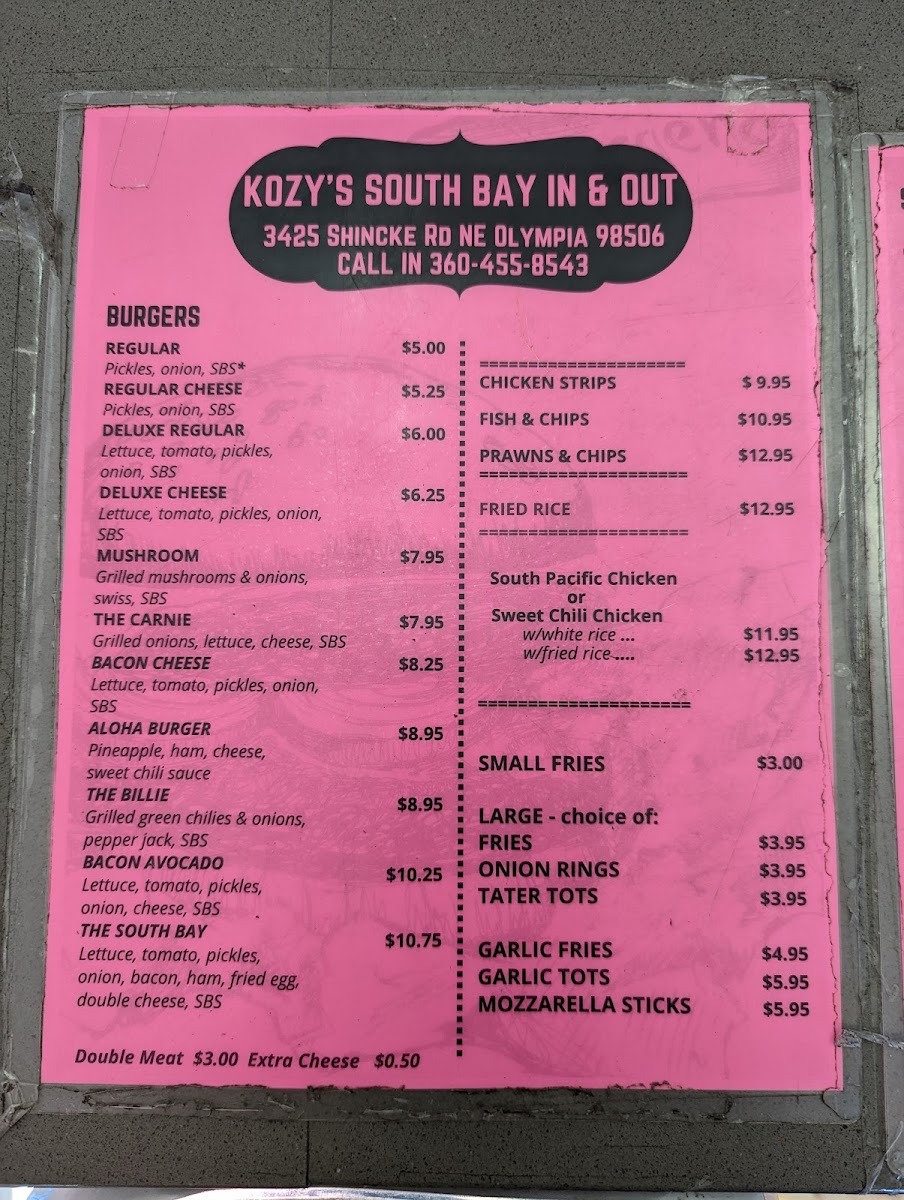 KOZY'S SOUTH BAY IN & OUT
3425 SHINCKE RD NE OLYMPIA 98506
CALL IN 360-455-8543
BURGERS
REGULAR $5.00
Pickles, onion, SBS*
REGULAR CHEESE $5.25
Pickles, onion, SBS
DELUXE REGULAR $6.00
Lettuce, tomato, pickles,
onion, SBS
DELUXE CHEESE $6.25
Lettuce, tomato, pickles, onion,
SBS
MUSHROOM $7.95
Grilled mushrooms & onions,
swiss, SBS
THE CARNIE $7.95
Grilled onions, lettuce, cheese, SBS
BACON CHEESE $8.25
Lettuce, tomato, pickles, onion,
SBS
ALOHA BURGER $8.95
Pineapple, ham, cheese,
sweet chili sauce
THE BILLIE $8.95
Grilled green chilies & onions,
pepper jack, SBS
BACON AVOCADO $10.25
Lettuce, tomato, pickles,
onion, cheese, SBS
THE SOUTH BAY $10.75
Lettuce, tomato, pickles,
onion, bacon, ham, fried egg,
double cheese, SBS
Double Meat $3.00 Extra Cheese $0.50
CHICKEN STRIPS $ 9.95
FISH & CHIPS $10.95
PRAWNS & CHIPS $12.95
FRIED RICE $12.95
South Pacific Chicken
or
Sweet Chili Chicken
w/white rice ... $11.95
w/fried rice .... $12.95
SMALL FRIES $3.00
LARGE - choice of:
FRIES $3.95
ONION RINGS $3.95
TATER TOTS $3.95
GARLIC FRIES $4.95
GARLIC TOTS $5.95
MOZZARELLA STICKS $5.95